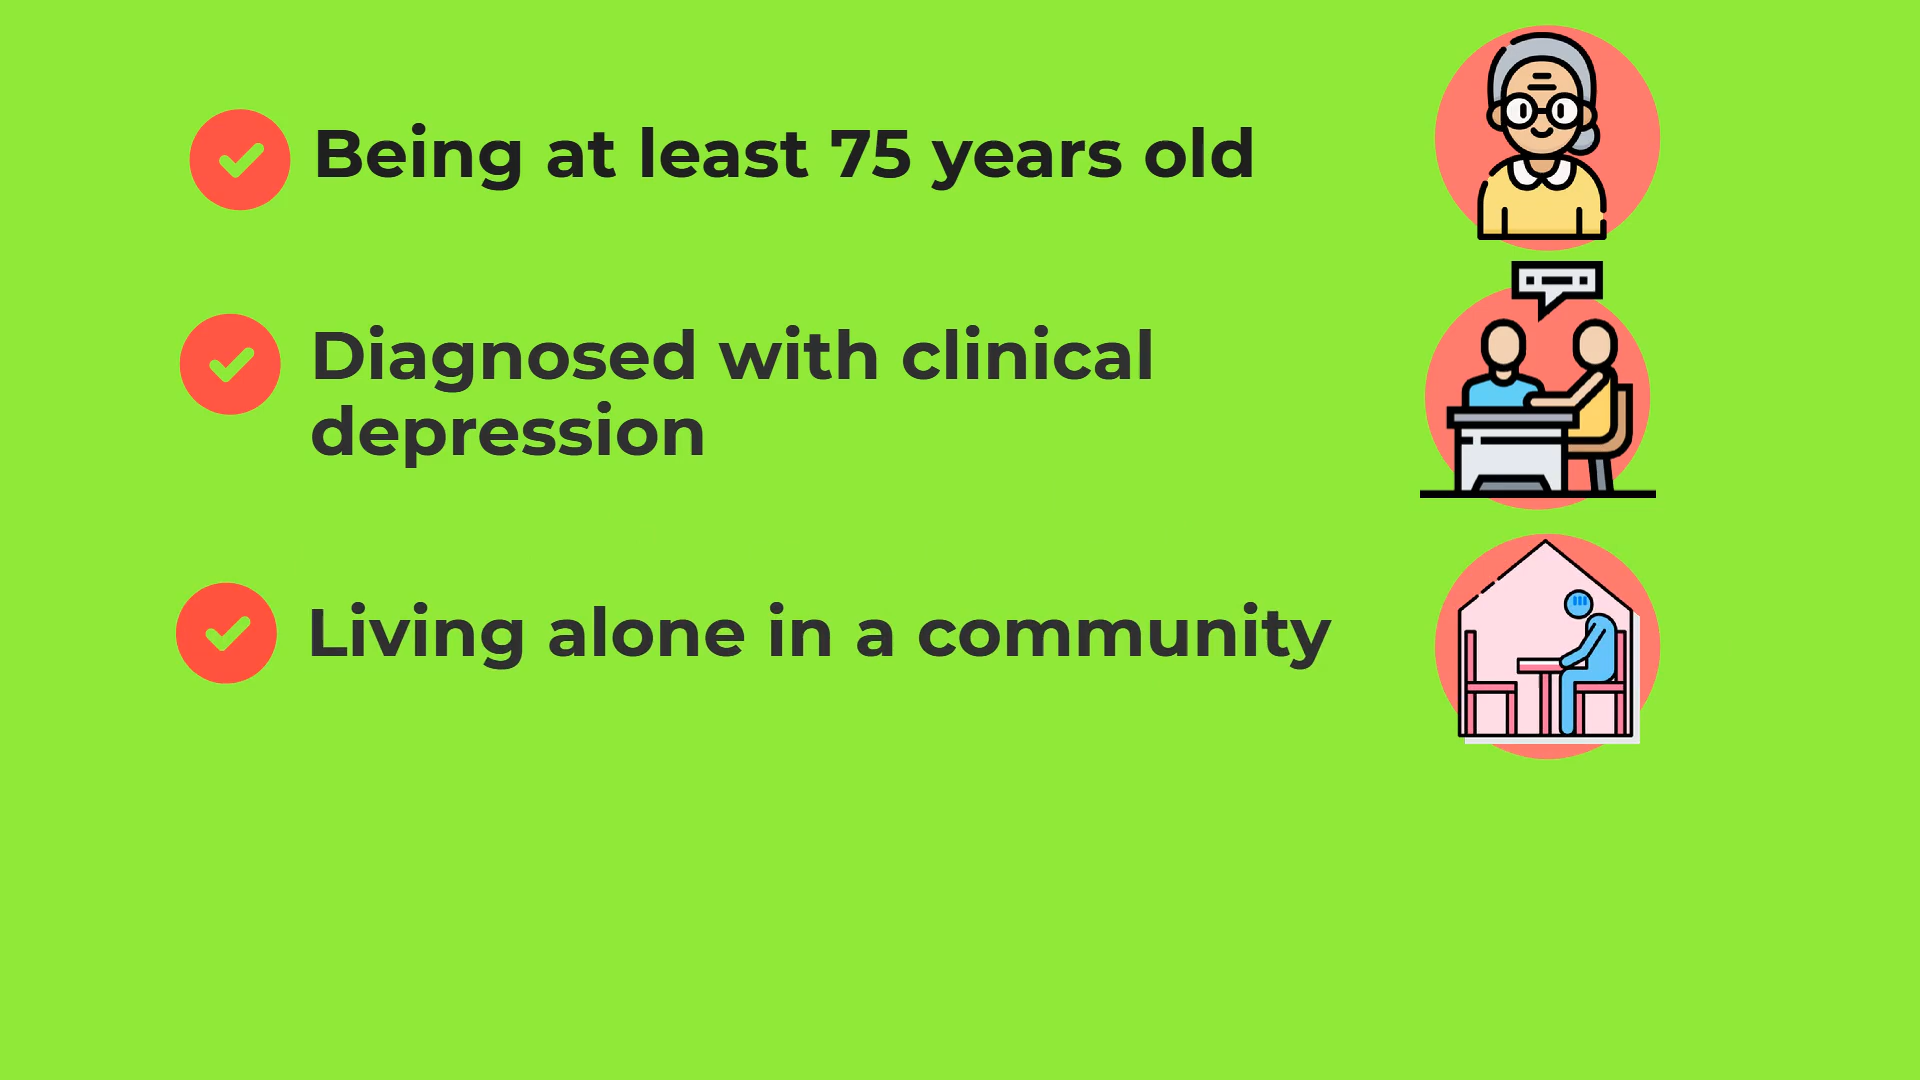 Being at least 75 years old
Diagnosed with clinical
depression
Living alone in a community